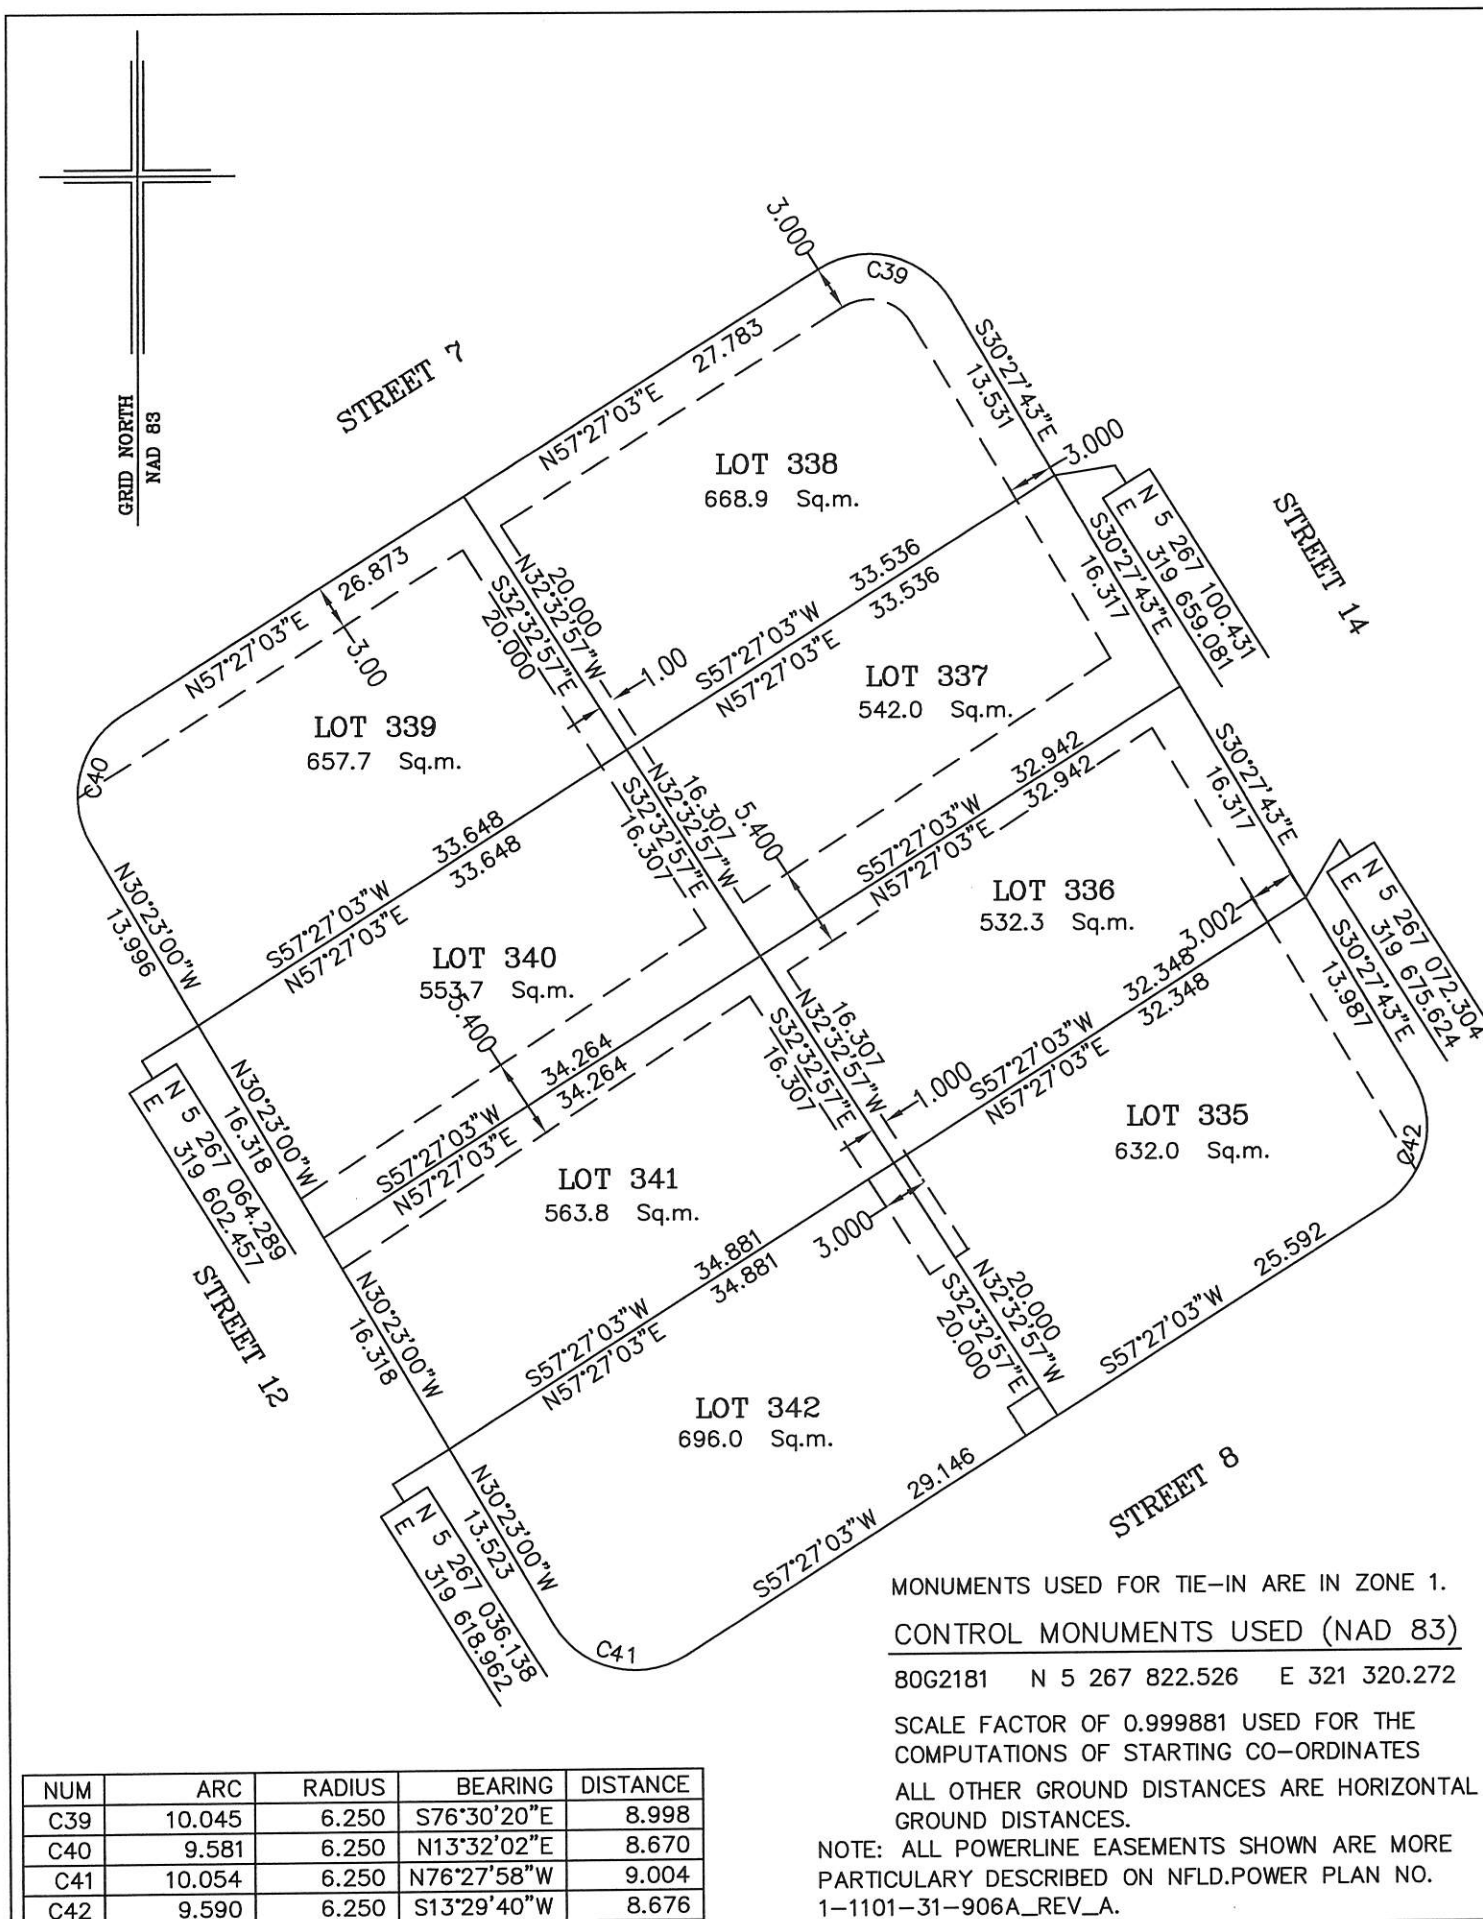 GRID NORTH
NAD 83
STREET 7
3.000
C39
N57°27'03"E 27.783
S30°27'43"E
13.531
3.000
LOT 338
668.9 Sq.m.
N 5 267 100.431
E 319 659.081
STREET 14
N57°27'03"E 26.873
3.00
N32°32'57"W
20.000
S32°32'57"E
20.000
S57°27'03"W 33.536
N57°27'03"E 33.536
S30°27'43"E
16.317
1.00
LOT 339
657.7 Sq.m.
C40
LOT 337
542.0 Sq.m.
N30°23'00"W
13.996
S57°27'03"W 33.648
N57°27'03"E 33.648
N32°32'57"W
16.307
S32°32'57"E
16.307
5.400
S57°27'03"W 32.942
N57°27'03"E 32.942
S30°27'43"E
16.317
LOT 340
553.7 Sq.m.
5.400
LOT 336
532.3 Sq.m.
3.002
N 5 267 072.304
E 319 675.624
N 5 267 064.289
E 319 602.457
N30°23'00"W
16.318
S57°27'03"W 34.264
N57°27'03"E 34.264
N32°32'57"W
16.307
S32°32'57"E
16.307
S57°27'03"W 32.348
N57°27'03"E 32.348
S30°27'43"E
13.987
1.000
LOT 335
632.0 Sq.m.
C42
LOT 341
563.8 Sq.m.
STREET 12
N30°23'00"W
16.318
S57°27'03"W 34.881
N57°27'03"E 34.881
3.000
N32°32'57"W
20.000
S32°32'57"E
20.000
S57°27'03"W 25.592
LOT 342
696.0 Sq.m.
N 5 267 036.138
E 319 618.962
N30°23'00"W
13.523
C41
S57°27'03"W 29.146
STREET 8
MONUMENTS USED FOR TIE-IN ARE IN ZONE 1.
CONTROL MONUMENTS USED (NAD 83)
80G2181 N 5 267 822.526 E 321 320.272
SCALE FACTOR OF 0.999881 USED FOR THE
COMPUTATIONS OF STARTING CO-ORDINATES
ALL OTHER GROUND DISTANCES ARE HORIZONTAL
GROUND DISTANCES.
NOTE: ALL POWERLINE EASEMENTS SHOWN ARE MORE
PARTICULARY DESCRIBED ON NFLD.POWER PLAN NO.
1-1101-31-906A_REV_A.
NUM ARC RADIUS BEARING DISTANCE
C39 10.045 6.250 S76°30'20"E 8.998
C40 9.581 6.250 N13°32'02"E 8.670
C41 10.054 6.250 N76°27'58"W 9.004
C42 9.590 6.250 S13°29'40"W 8.676